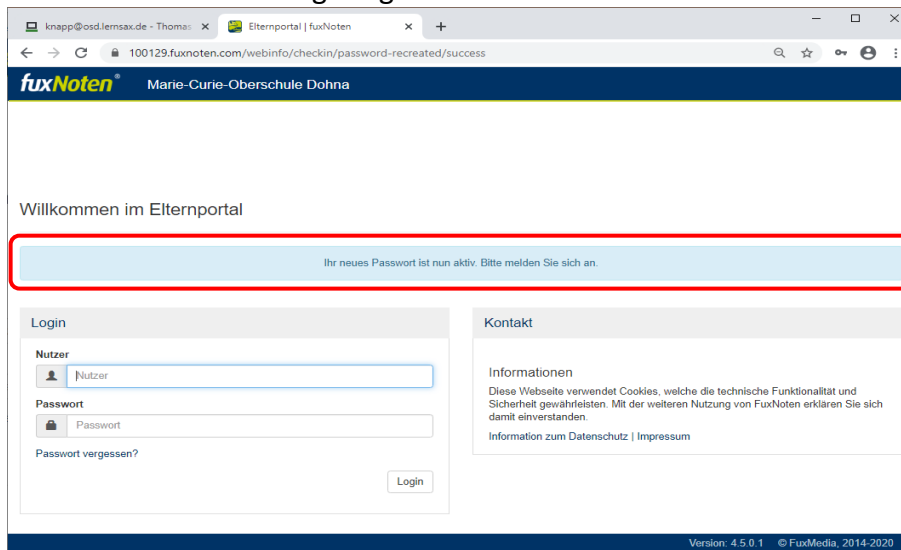 knapp@osd.lernsax.de - Thomas
Elternportal | fuxNoten
100129.fuxnoten.com/webinfo/checkin/password-recreated/success
fuxNoten® Marie-Curie-Oberschule Dohna
Willkommen im Elternportal
Ihr neues Passwort ist nun aktiv. Bitte melden Sie sich an.
Login
Nutzer
Nutzer
Passwort
Passwort
Passwort vergessen?
Login
Kontakt
Informationen
Diese Webseite verwendet Cookies, welche die technische Funktionalität und
Sicherheit gewährleisten. Mit der weiteren Nutzung von FuxNoten erklären Sie sich
damit einverstanden.
Information zum Datenschutz | Impressum
Version: 4.5.0.1 © FuxMedia, 2014-2020